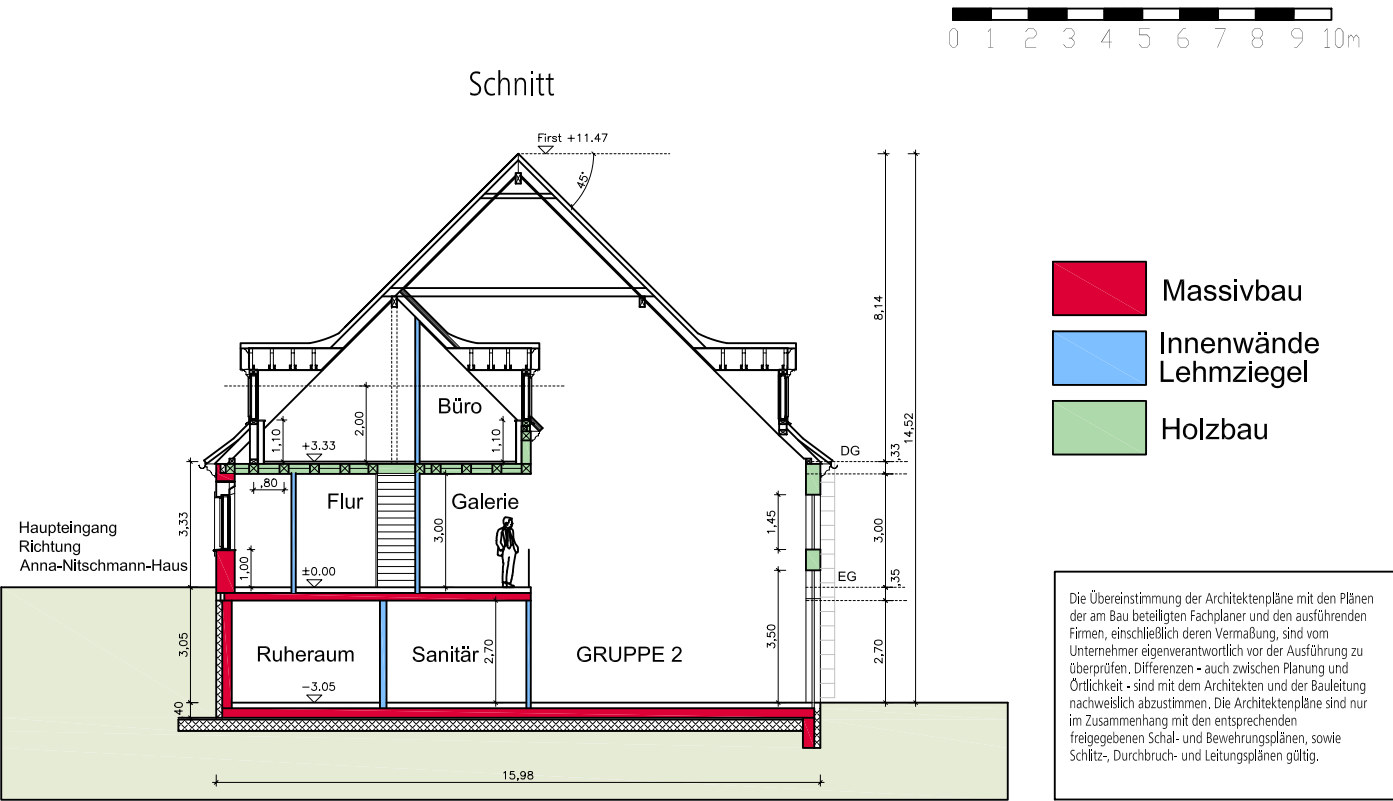 0 1 2 3 4 5 6 7 8 9 10m
Schnitt
First +11.47
45°
8,14
14,52
Massivbau
Innenwände
Lehmziegel
Holzbau
Büro
2,00
1,10
1,10
+3.33
DG
,33
,80
Flur
Galerie
3,33
3,00
1,45
3,00
Haupteingang
Richtung
Anna-Nitschmann-Haus
1,00
±0.00
EG
,35
3,05
Ruheraum
Sanitär
2,70
GRUPPE 2
3,50
2,70
−3.05
40
15,98
Die Übereinstimmung der Architektenpläne mit den Plänen
der am Bau beteiligten Fachplaner und den ausführenden
Firmen, einschließlich deren Vermaßung, sind vom
Unternehmer eigenverantwortlich vor der Ausführung zu
überprüfen. Differenzen - auch zwischen Planung und
Örtlichkeit - sind mit dem Architekten und der Bauleitung
nachweislich abzustimmen. Die Architektenpläne sind nur
im Zusammenhang mit den entsprechenden
freigegebenen Schal- und Bewehrungsplänen, sowie
Schlitz-, Durchbruch- und Leitungsplänen gültig.